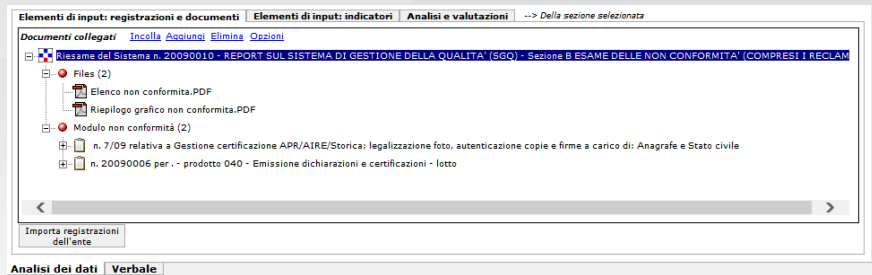 Elementi di input: registrazioni e documenti Elementi di input: indicatori Analisi e valutazioni --> Della sezione selezionata
Documenti collegati Incolla Aggiungi Elimina Opzioni
Riesame del Sistema n. 20090010 - REPORT SUL SISTEMA DI GESTIONE DELLA QUALITA' (SGQ) - Sezione B ESAME DELLE NON CONFORMITA' (COMPRESI I RECLAM
Files (2)
Elenco non conformita.PDF
Riepilogo grafico non conformita.PDF
Modulo non conformità (2)
n. 7/09 relativa a Gestione certificazione APR/AIRE/Storica; legalizzazione foto, autenticazione copie e firme a carico di: Anagrafe e Stato civile
n. 20090006 per . - prodotto 040 - Emissione dichiarazioni e certificazioni - lotto
Importa registrazioni
dell'ente
Analisi dei dati Verbale